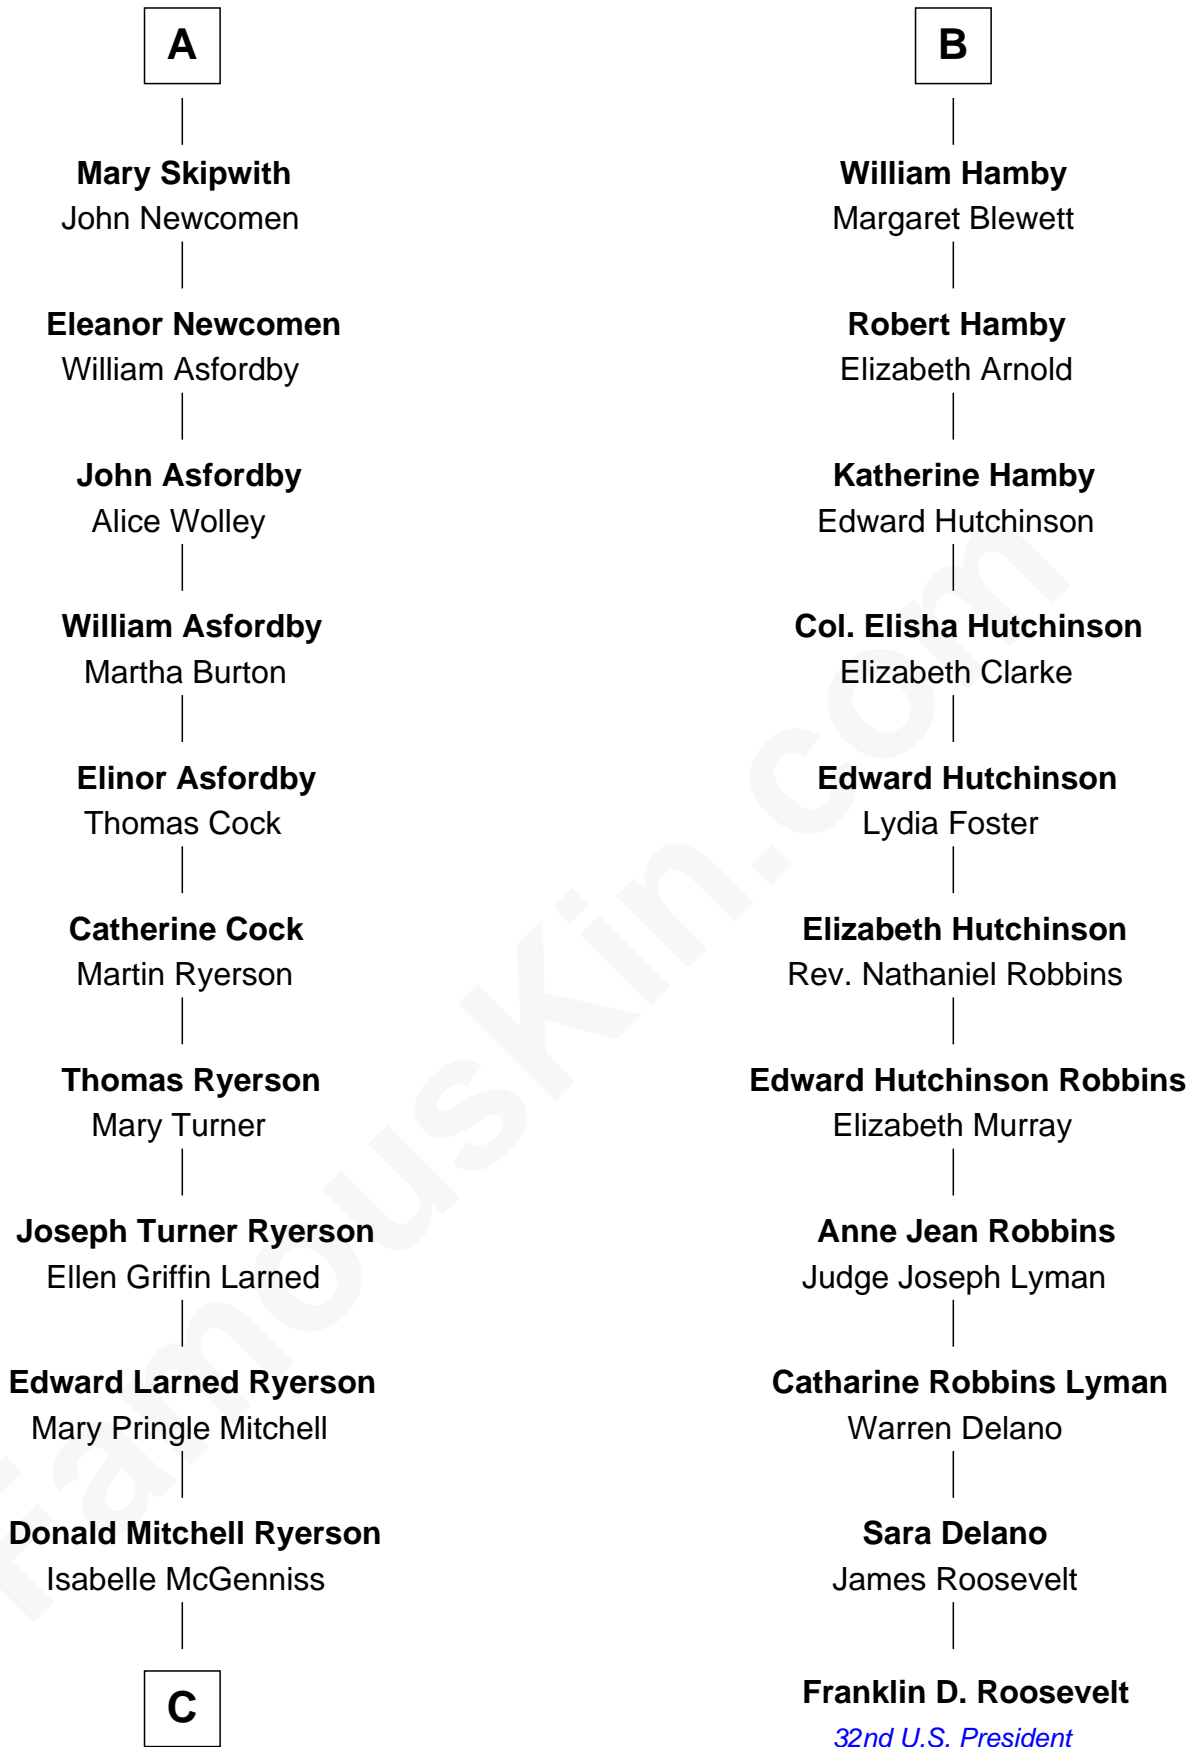 A
Mary Skipwith
John Newcomen
Eleanor Newcomen
William Asfordby
John Asfordby
Alice Wolley
William Asfordby
Martha Burton
Elinor Asfordby
Thomas Cock
Catherine Cock
Martin Ryerson
Thomas Ryerson
Mary Turner
Joseph Turner Ryerson
Ellen Griffin Larned
Edward Larned Ryerson
Mary Pringle Mitchell
Donald Mitchell Ryerson
Isabelle McGenniss
C
B
William Hamby
Margaret Blewett
Robert Hamby
Elizabeth Arnold
Katherine Hamby
Edward Hutchinson
Col. Elisha Hutchinson
Elizabeth Clarke
Edward Hutchinson
Lydia Foster
Elizabeth Hutchinson
Rev. Nathaniel Robbins
Edward Hutchinson Robbins
Elizabeth Murray
Anne Jean Robbins
Judge Joseph Lyman
Catharine Robbins Lyman
Warren Delano
Sara Delano
James Roosevelt
Franklin D. Roosevelt
32nd U.S. President
FamousKin.com